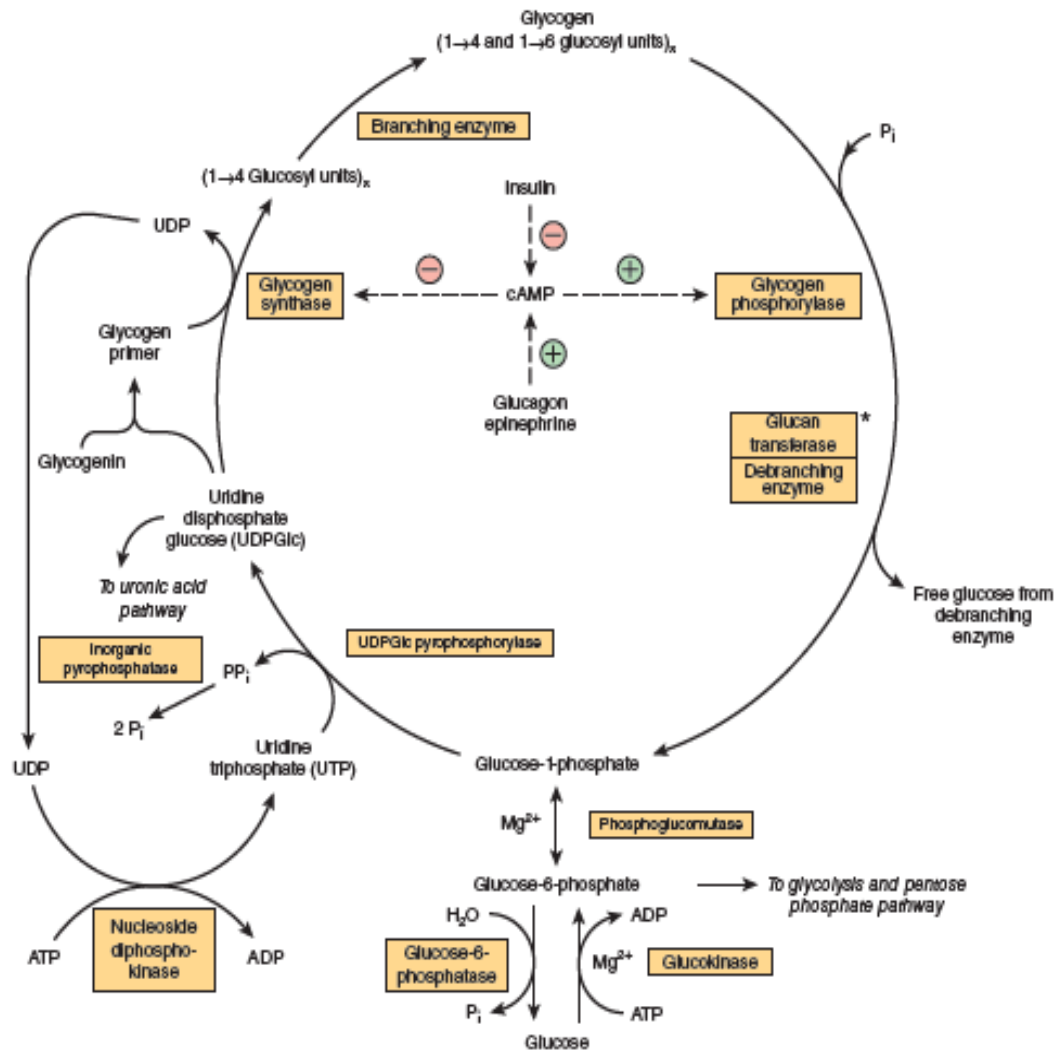 Glycogen
(1→4 and 1→6 glucosyl units)ₓ
Branching enzyme
Pᵢ
(1→4 Glucosyl units)ₓ
Insulin
UDP
−
−
+
Glycogen
synthase
cAMP
Glycogen
phosphorylase
Glycogen
primer
+
Glucagon
epinephrine
Glucan
transferase
*
Glycogenin
Debranching
enzyme
Uridine
disphosphate
glucose (UDPGlc)
To uronic acid
pathway
Free glucose from
debranching
enzyme
UDPGlc pyrophosphorylase
Inorganic
pyrophosphatase
PPᵢ
2 Pᵢ
UDP
Uridine
triphosphate (UTP)
Glucose-1-phosphate
Mg²⁺
Phosphoglucomutase
Glucose-6-phosphate
To glycolysis and pentose
phosphate pathway
H₂O
ADP
Nucleoside
diphospho-
kinase
ATP
ADP
Glucose-6-
phosphatase
Mg²⁺
Glucokinase
Pᵢ
ATP
Glucose